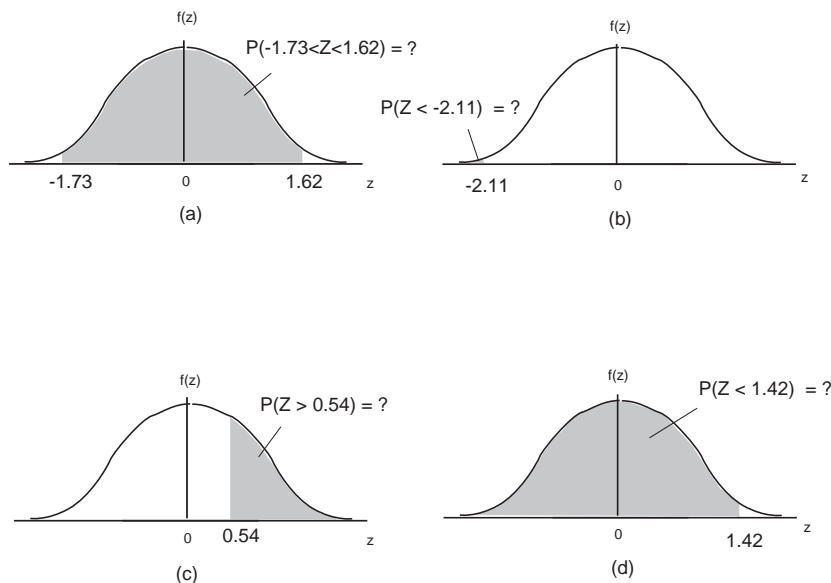 f(z)
P(-1.73<Z<1.62) = ?
-1.73
0
1.62
z
(a)
f(z)
P(Z < -2.11) = ?
-2.11
0
z
(b)
f(z)
P(Z > 0.54) = ?
0
0.54
z
(c)
f(z)
P(Z < 1.42) = ?
0
1.42
z
(d)